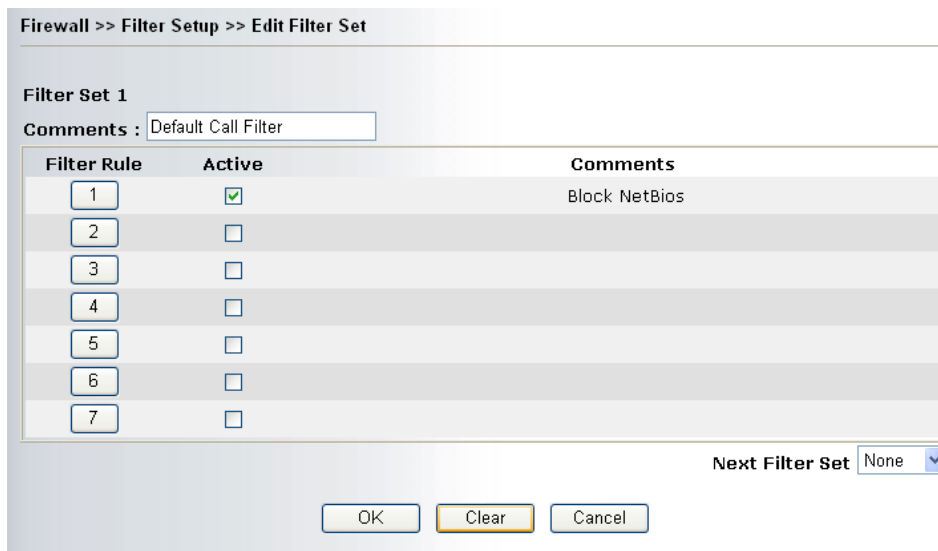 Firewall >> Filter Setup >> Edit Filter Set
Filter Set 1
Comments : Default Call Filter
Filter Rule Active Comments
1 Block NetBios
2
3
4
5
6
7
Next Filter Set None
OK Clear Cancel